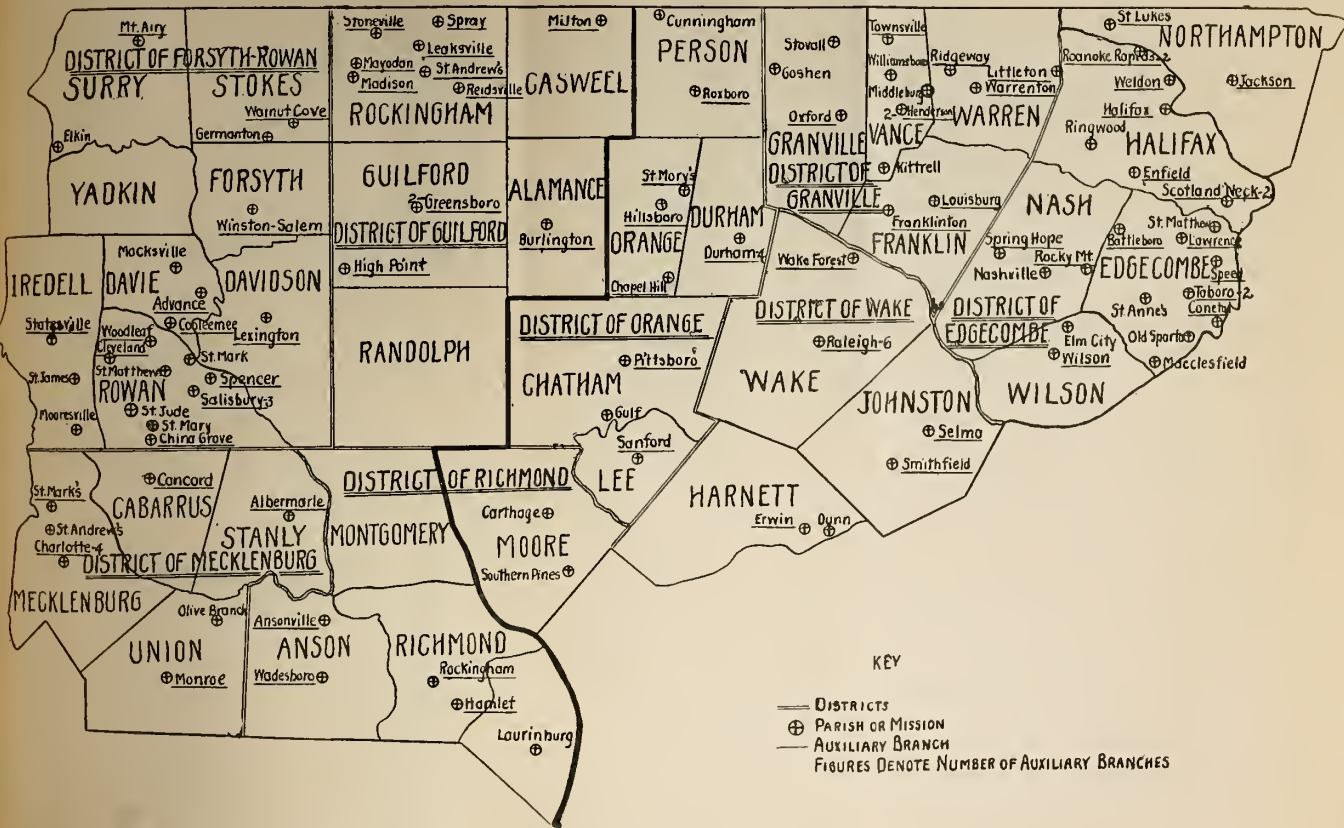 Mt. Airy
DISTRICT OF FORSYTH-ROWAN
SURRY
STOKES
Walnut Cove
Germanton
Elkin
Stoneville
Spray
Leaksville
Mayodan
St. Andrew's
Madison
Reidsville
ROCKINGHAM
Milton
CASWELL
Cunningham
PERSON
Roxboro
Stovall
Goshen
Oxford
GRANVILLE
DISTRICT OF
GRANVILLE
Townsville
Williamsboro
Middleburg
2-Henderson
VANCE
Kittrell
Ridgeway
Littleton
Warrenton
WARREN
St Lukes
NORTHAMPTON
Roanoke Rapids-2
Weldon
Jackson
Halifax
Ringwood
HALIFAX
Enfield
Scotland Neck-2
YADKIN
FORSYTH
Winston-Salem
GUILFORD
2 Greensboro
DISTRICT OF GUILFORD
High Point
ALAMANCE
Burlington
St Mary's
Hillsboro
ORANGE
Chapel Hill
DURHAM
Durham-4
Louisburg
Franklinton
FRANKLIN
NASH
Spring Hope
Rocky Mt.
Nashville
St. Matthew
Battleboro
Lawrence
EDGECOMBE
Speed
Tarboro-2
St. Anne's
Conetoe
Old Sparta
Macclesfield
IREDELL
Statesville
St. James
Mooresville
Mocksville
DAVIE
Advance
Cooleemee
DAVIDSON
Lexington
Woodleaf
Cleveland
St. Matthews
ROWAN
St. Mark
Spencer
Salisbury-3
St. Jude
St. Mary
China Grove
RANDOLPH
DISTRICT OF ORANGE
Pittsboro
CHATHAM
Gulf
Sanford
LEE
Wake Forest
DISTRICT OF WAKE
Raleigh-6
WAKE
DISTRICT OF
EDGECOMBE
Elm City
Wilson
WILSON
JOHNSTON
Selma
Smithfield
HARNETT
Erwin
Dunn
St. Mark's
St. Andrew's
Charlotte-4
MECKLENBURG
Concord
CABARRUS
Albermarle
STANLY
DISTRICT OF MECKLENBURG
DISTRICT OF RICHMOND
MONTGOMERY
Carthage
MOORE
Southern Pines
Olive Branch
UNION
Monroe
Ansonville
ANSON
Wadesboro
RICHMOND
Rockingham
Hamlet
Laurinburg
KEY
DISTRICTS
PARISH OR MISSION
AUXILIARY BRANCH
FIGURES DENOTE NUMBER OF AUXILIARY BRANCHES